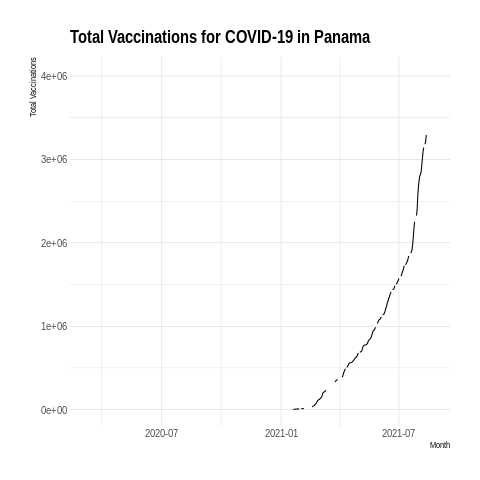 Total Vaccinations for COVID-19 in Panama
Total Vaccinations
4e+06
3e+06
2e+06
1e+06
0e+00
2020-07
2021-01
2021-07
Month